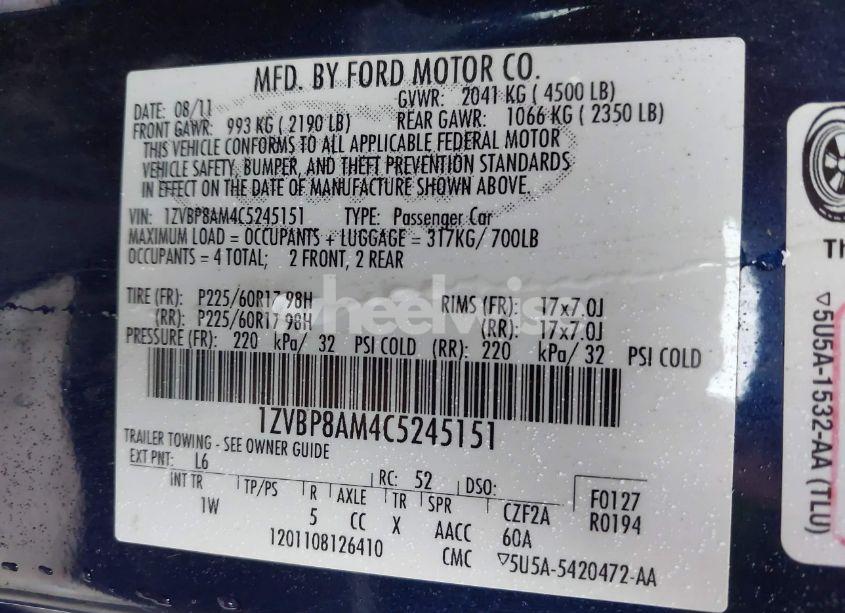 MFD. BY FORD MOTOR CO.
DATE: 08/11 GVWR: 2041 KG ( 4500 LB)
FRONT GAWR: 993 KG ( 2190 LB) REAR GAWR: 1066 KG ( 2350 LB)
THIS VEHICLE CONFORMS TO ALL APPLICABLE FEDERAL MOTOR
VEHICLE SAFETY, BUMPER, AND THEFT PREVENTION STANDARDS
IN EFFECT ON THE DATE OF MANUFACTURE SHOWN ABOVE.
VIN: 1ZVBP8AM4C5245151 TYPE: Passenger Car
MAXIMUM LOAD = OCCUPANTS + LUGGAGE = 317KG/ 700LB
OCCUPANTS = 4 TOTAL; 2 FRONT, 2 REAR
TIRE (FR): P225/60R17 98H RIMS (FR): 17x7.0J
(RR): P225/60R17 98H (RR): 17x7.0J
PRESSURE (FR): 220 kPa/ 32 PSI COLD (RR): 220 kPa/ 32 PSI COLD
1ZVBP8AM4C5245151
TRAILER TOWING - SEE OWNER GUIDE
EXT PNT: L6 RC: 52 DSO:
INT TR TP/PS R AXLE TR SPR CZF2A F0127
1W 5 CC X AACC 60A R0194
1201108126410 CMC ▽5U5A-5420472-AA
Th
▽5U5A-1532-AA (TLU)
wheelwise